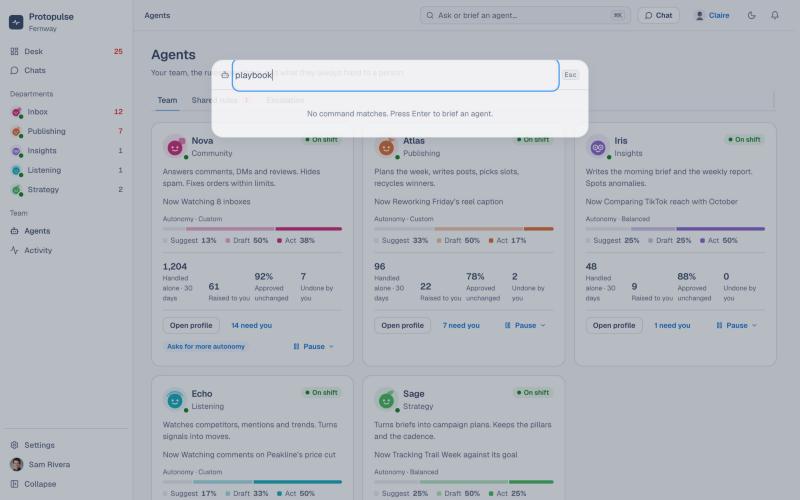 Protopulse
Fernway
Desk 25
Chats
Departments
Inbox 12
Publishing 7
Insights 1
Listening 1
Strategy 2
Team
Agents
Activity
Settings
Sam Rivera
Collapse
Agents
Ask or brief an agent...
⌘K
Chat
Claire
Agents
Your team, the rules
what they always hand to a person
playbook
Esc
No command matches. Press Enter to brief an agent.
Team
Shared rules
Escalation
Nova
Community
On shift
Answers comments, DMs and reviews. Hides
spam. Fixes orders within limits.
Now Watching 8 inboxes
Autonomy · Custom
Suggest 13% Draft 50% Act 38%
1,204 Handled alone · 30 days
61 Raised to you
92% Approved unchanged
7 Undone by you
Open profile
14 need you
Asks for more autonomy
Pause
Atlas
Publishing
On shift
Plans the week, writes posts, picks slots,
recycles winners.
Now Reworking Friday's reel caption
Autonomy · Custom
Suggest 33% Draft 50% Act 17%
96 Handled alone · 30 days
22 Raised to you
78% Approved unchanged
2 Undone by you
Open profile
7 need you
Pause
Iris
Insights
On shift
Writes the morning brief and the weekly report.
Spots anomalies.
Now Comparing TikTok reach with October
Autonomy · Balanced
Suggest 25% Draft 25% Act 50%
48 Handled alone · 30 days
9 Raised to you
88% Approved unchanged
0 Undone by you
Open profile
1 need you
Pause
Echo
Listening
On shift
Watches competitors, mentions and trends. Turns
signals into moves.
Now Watching comments on Peakline's price cut
Autonomy · Custom
Suggest 17% Draft 33% Act 50%
Sage
Strategy
On shift
Turns briefs into campaign plans. Keeps the pillars
and the cadence.
Now Tracking Trail Week against its goal
Autonomy · Balanced
Suggest 25% Draft 50% Act 25%